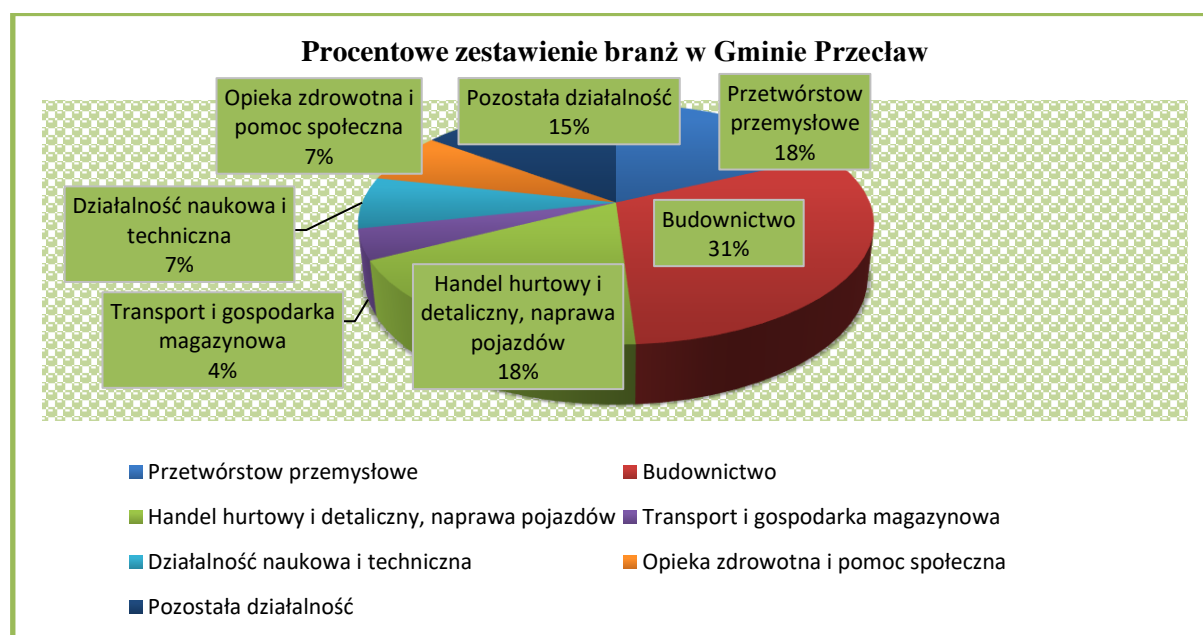 Procentowe zestawienie branż w Gminie Przecław
Opieka zdrowotna i
pomoc społeczna
7%
Pozostała działalność
15%
Przetwórstow
przemysłowe
18%
Działalność naukowa i
techniczna
7%
Budownictwo
31%
Transport i gospodarka
magazynowa
4%
Handel hurtowy i
detaliczny, naprawa
pojazdów
18%
Przetwórstow przemysłowe
Budownictwo
Handel hurtowy i detaliczny, naprawa pojazdów
Transport i gospodarka magazynowa
Działalność naukowa i techniczna
Opieka zdrowotna i pomoc społeczna
Pozostała działalność